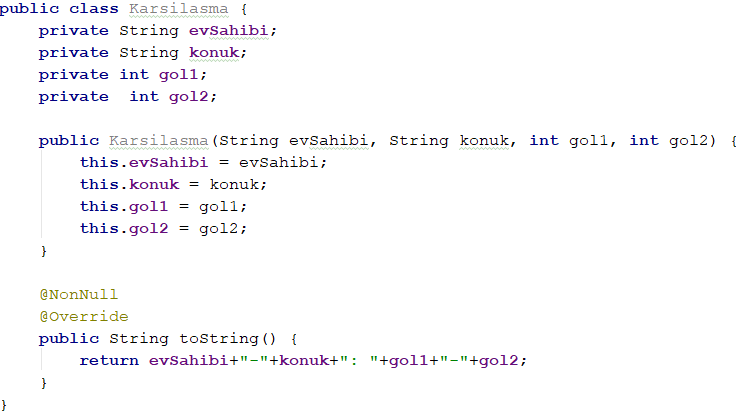 public class Karsilasma {
    private String evSahibi;
    private String konuk;
    private int gol1;
    private  int gol2;

    public Karsilasma(String evSahibi, String konuk, int gol1, int gol2) {
        this.evSahibi = evSahibi;
        this.konuk = konuk;
        this.gol1 = gol1;
        this.gol2 = gol2;
    }

    @NonNull
    @Override
    public String toString() {
        return evSahibi+"-"+konuk+": "+gol1+"-"+gol2;
    }
}